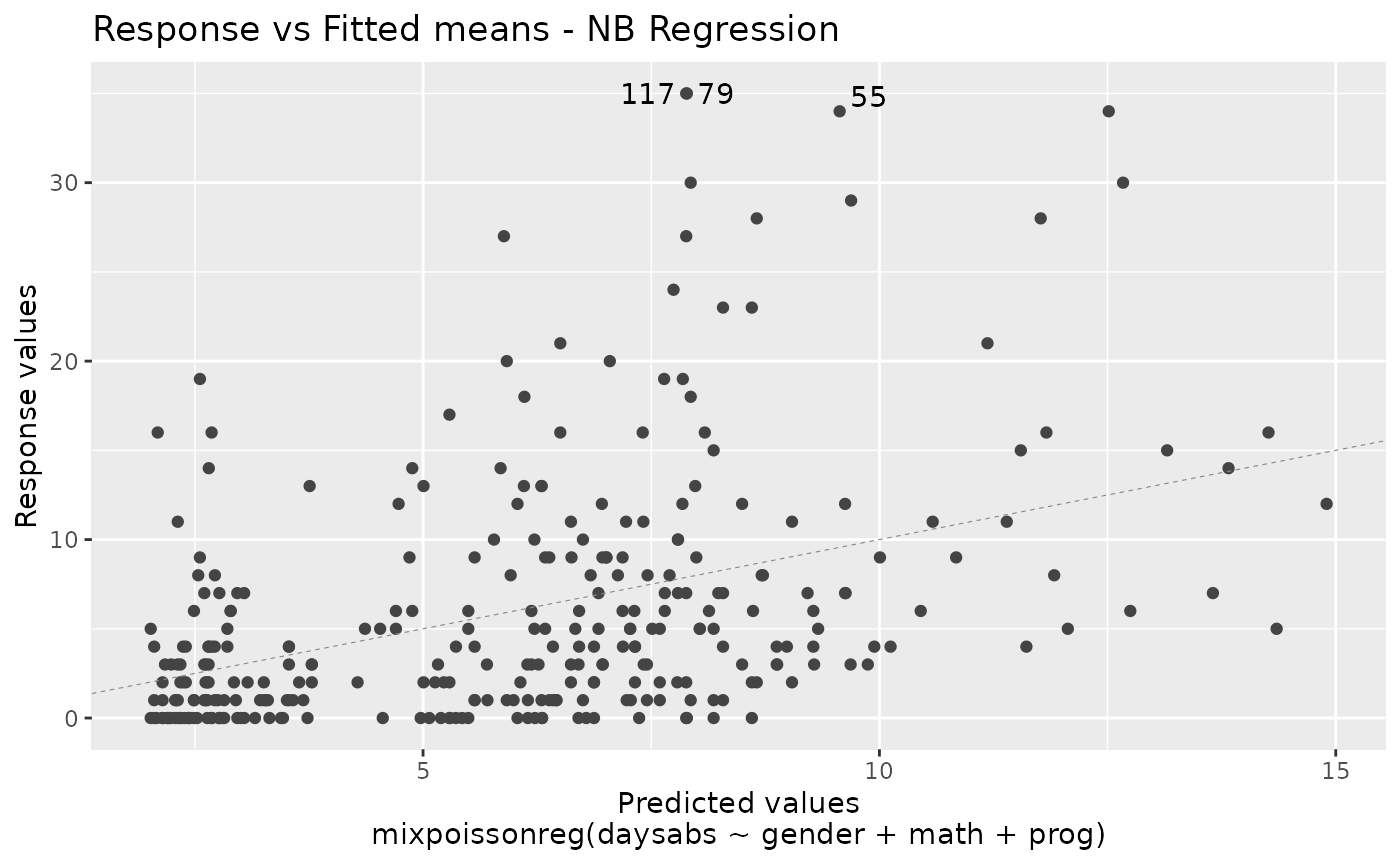 Response vs Fitted means - NB Regression
117 79 55
30
20
10
0
Response values
5 10 15
Predicted values
mixpoissonreg(daysabs ~ gender + math + prog)